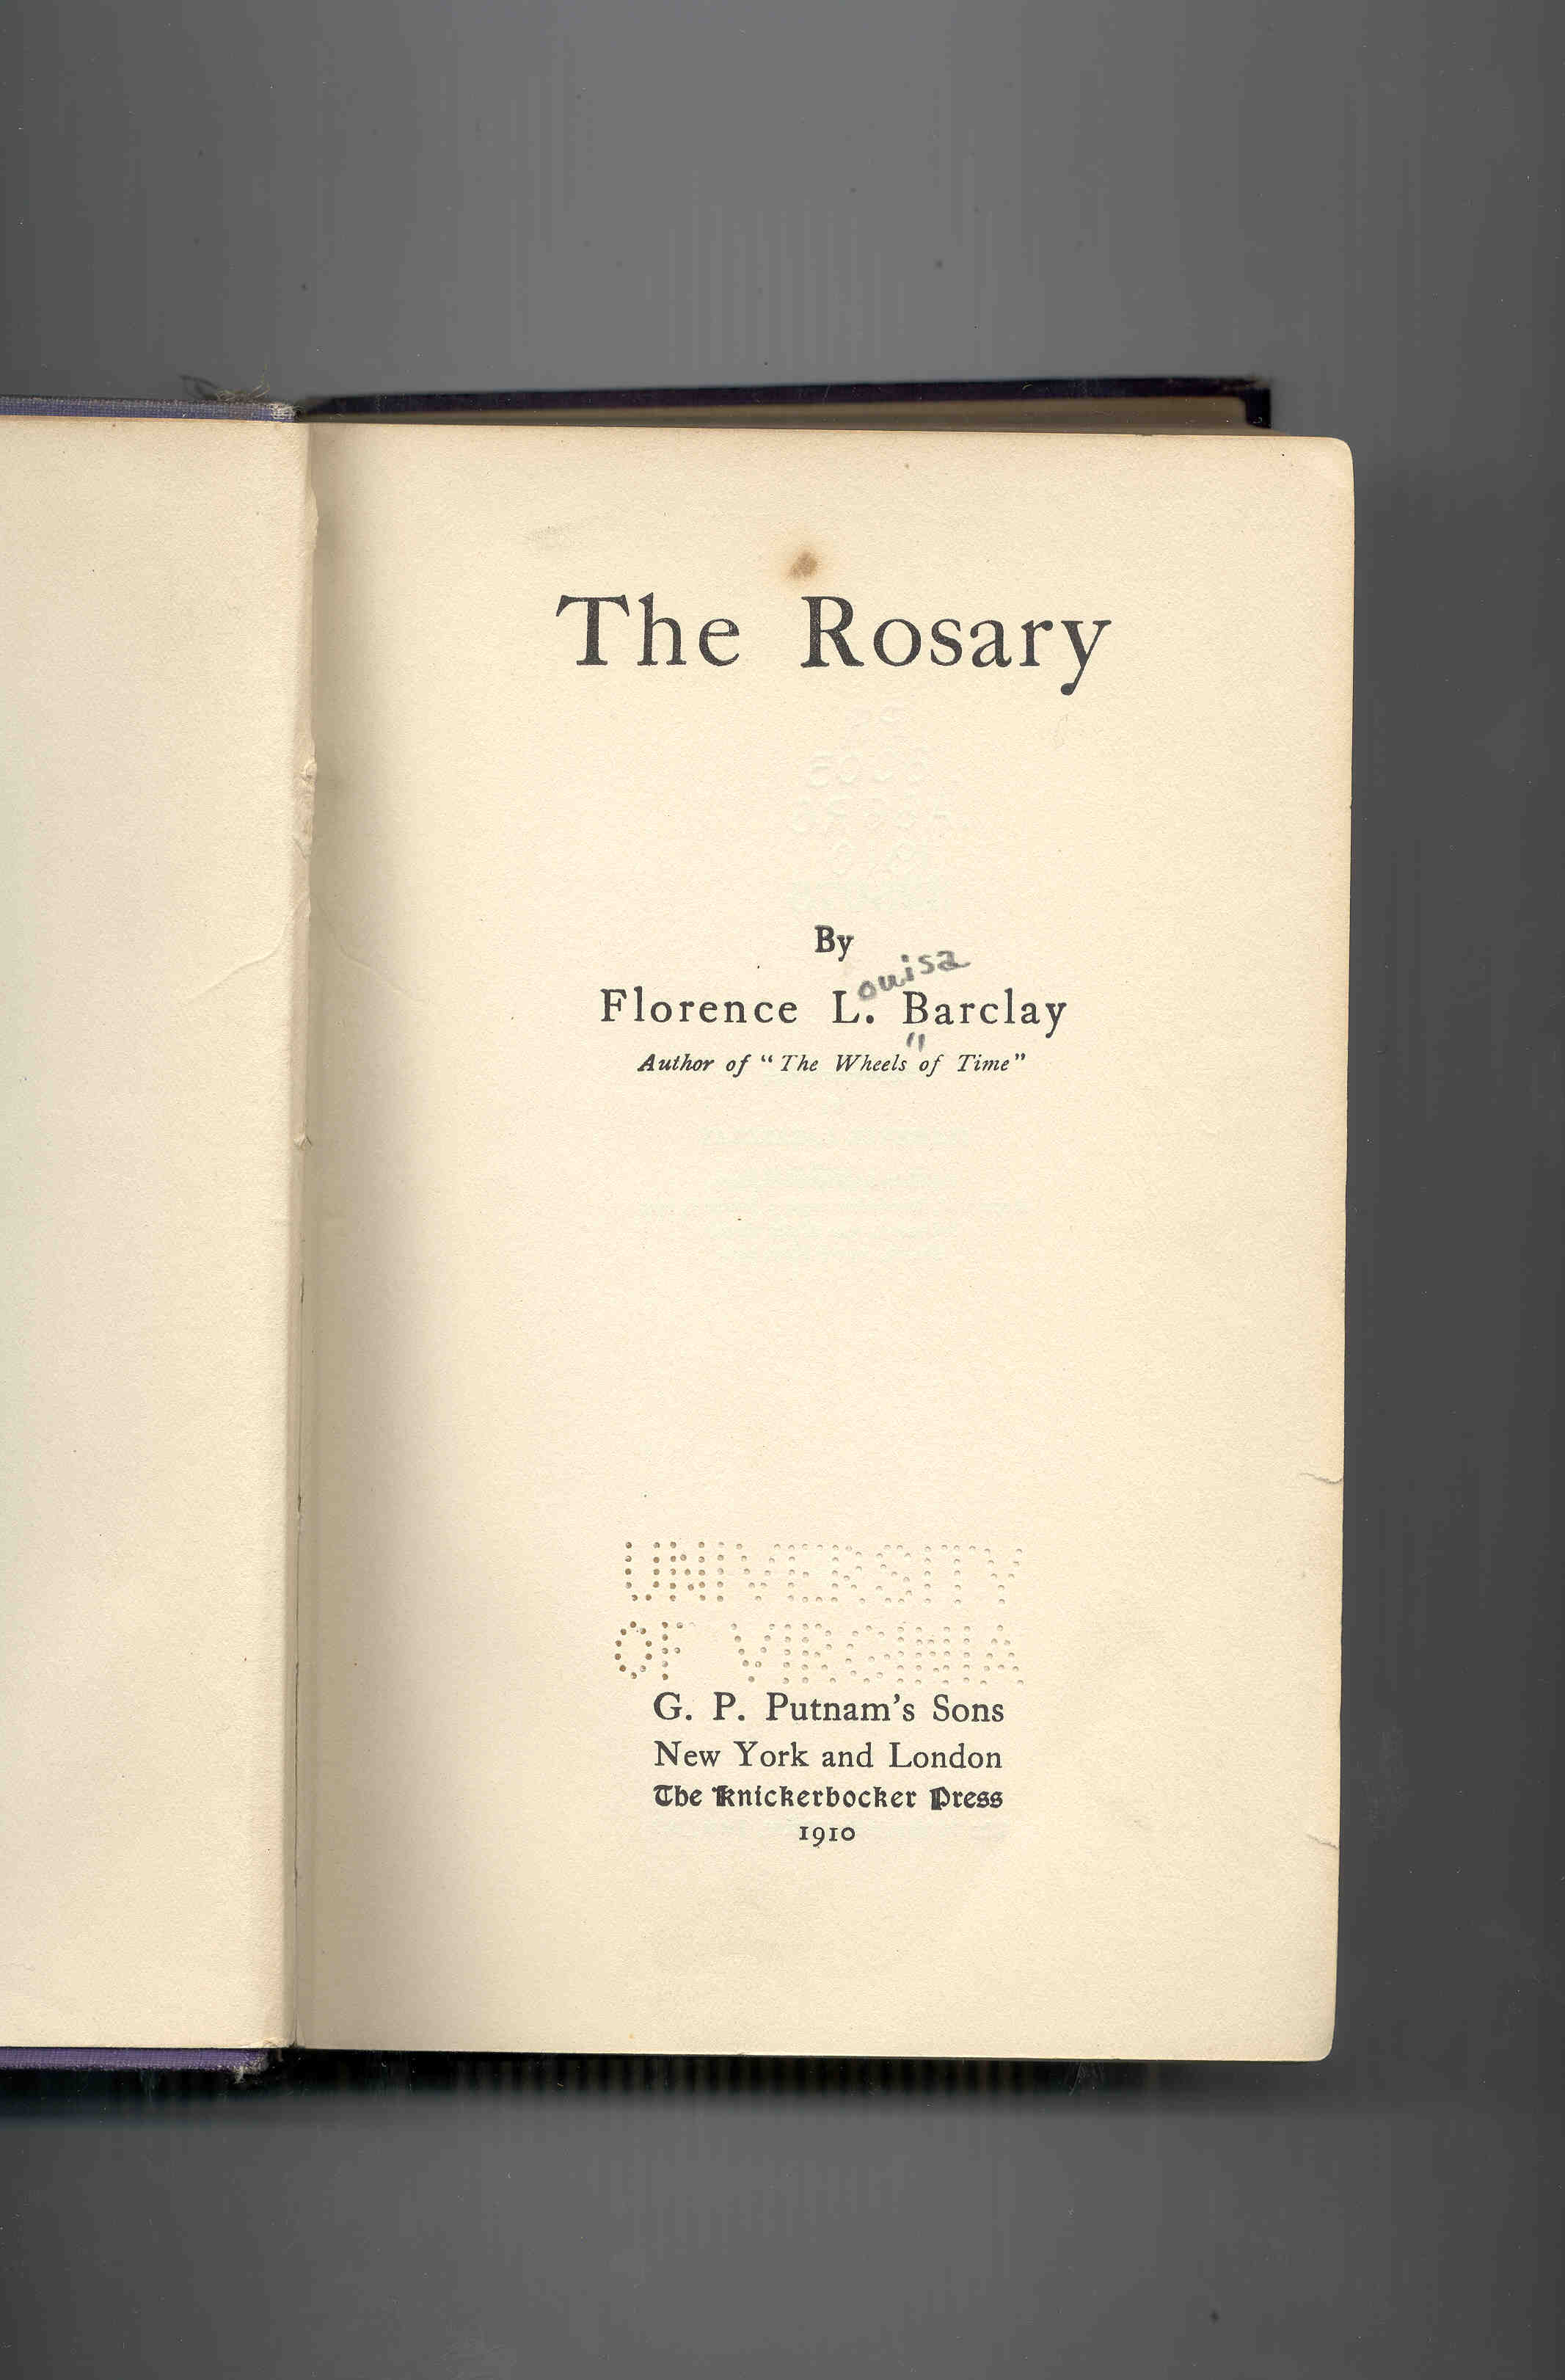 The Rosary
By
ouisa
Florence L. Barclay
"
Author of “The Wheels of Time”
UNIVERSITY
OF VIRGINIA
G. P. Putnam’s Sons
New York and London
The Knickerbocker Press
1910